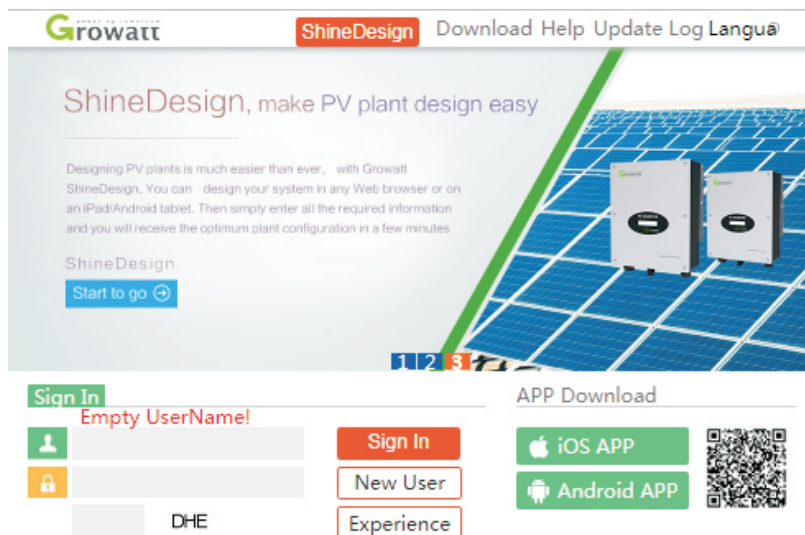 Growatt
ShineDesign Download Help Update Log Langua
ShineDesign, make PV plant design easy
Designing PV plants is much easier than ever, with Growatt
ShineDesign. You can design your system in any Web browser or on
an iPad/Android tablet. Then simply enter all the required information
and you will receive the optimum plant configuration in a few minutes
ShineDesign
Start to go
Growatt
1 2 3
Sign In
Empty UserName!
Sign In
New User
DHE
Experience
APP Download
iOS APP
Android APP